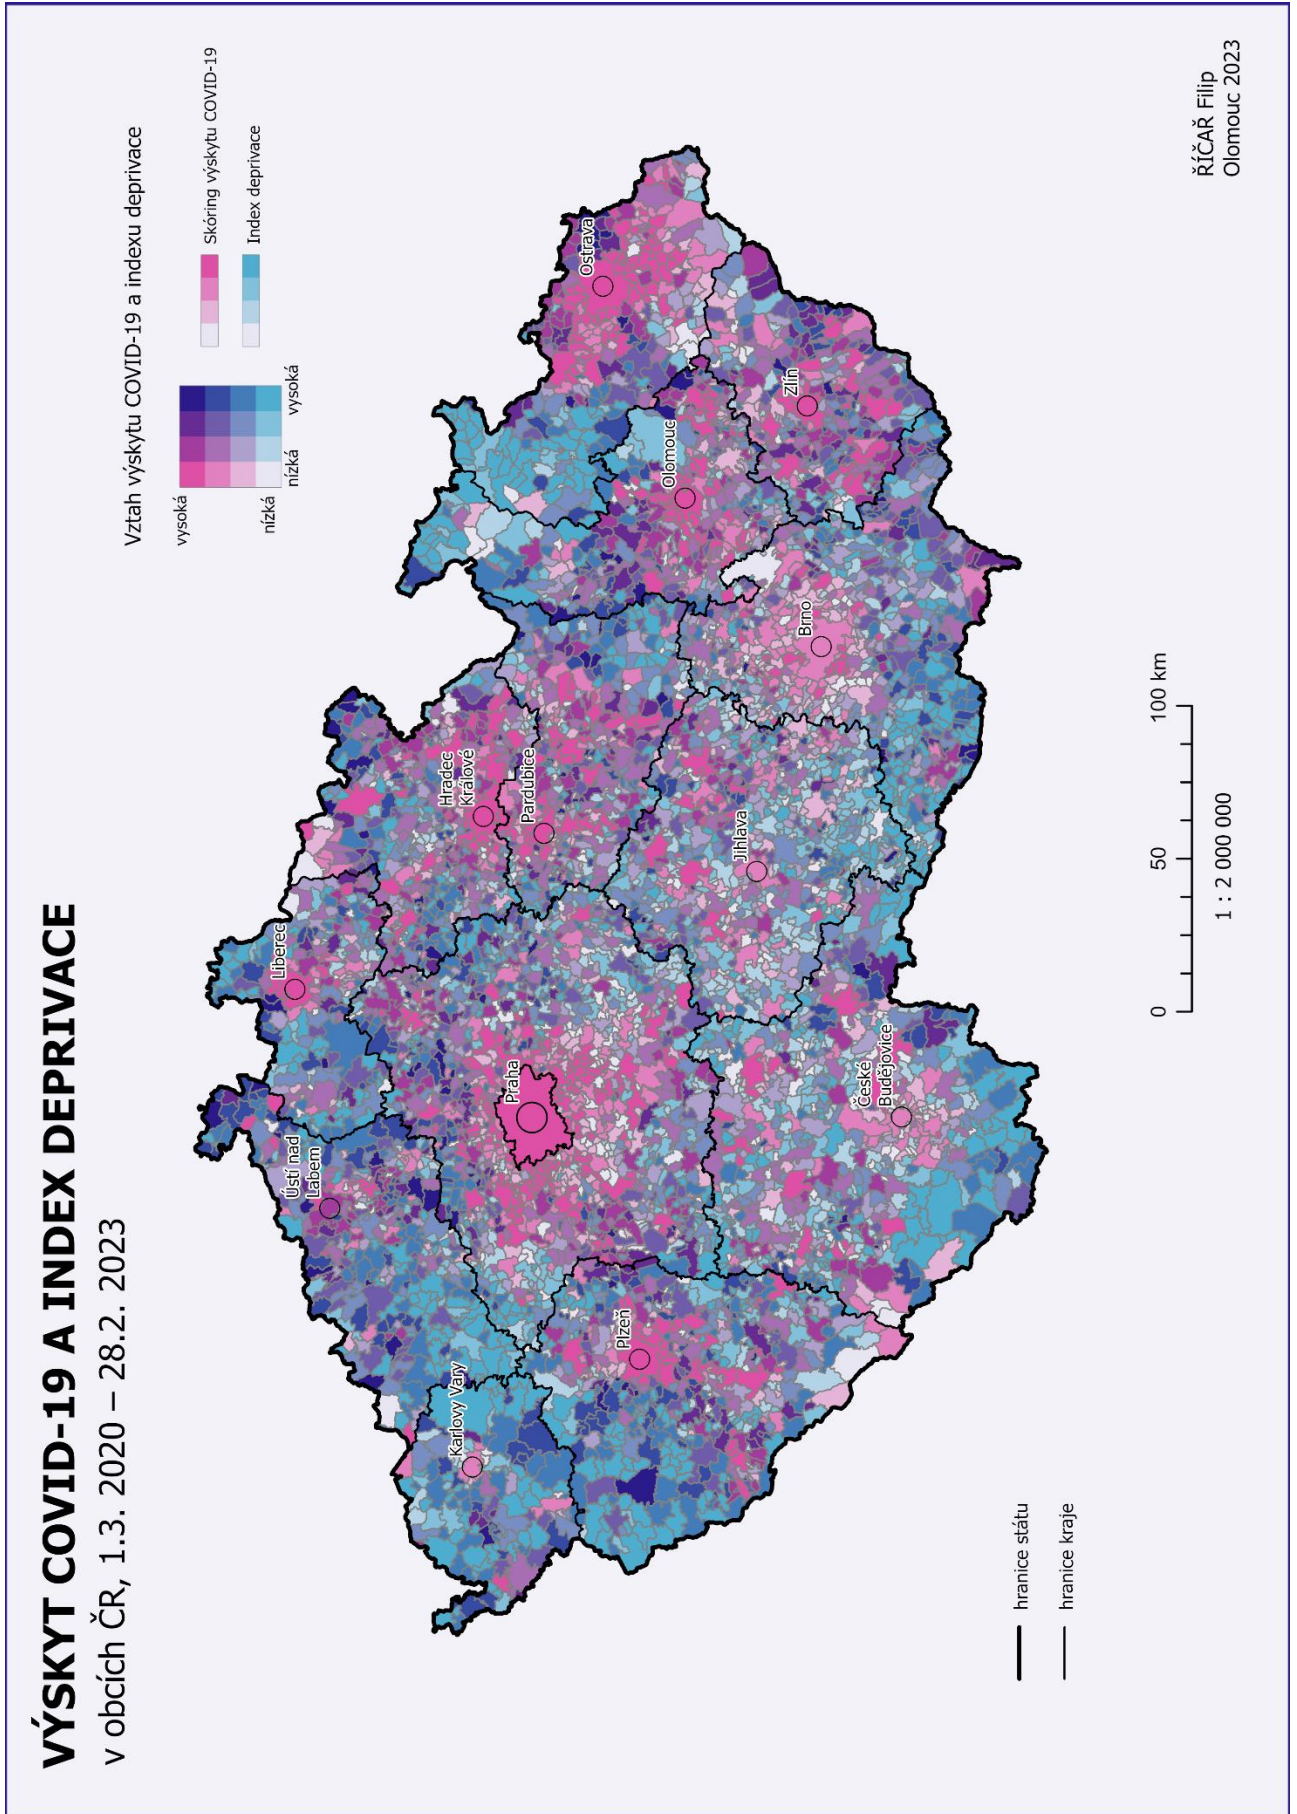 VÝSKYT COVID-19 A INDEX DEPRIVACE
v obcích ČR, 1.3. 2020 – 28.2. 2023
Vztah výskytu COVID-19 a indexu deprivace
vysoká
nízká
nízká
vysoká
Skóring výskytu COVID-19
Index deprivace
Liberec
Ústí nad
Labem
Karlovy Vary
Praha
Hradec
Králové
Pardubice
Plzeň
Ostrava
Olomouc
Jihlava
Zlín
Brno
České
Budějovice
hranice státu
hranice kraje
0
50
100 km
1 : 2 000 000
ŘÍČAŘ Filip
Olomouc 2023